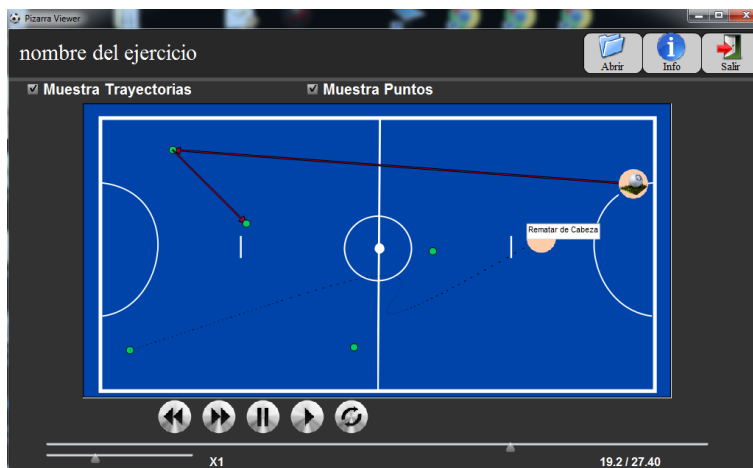 Pizarra Viewer
nombre del ejercicio
Abrir
Info
Salir
Muestra Trayectorias
Muestra Puntos
Rematar de Cabeza
X1
19.2 / 27.40